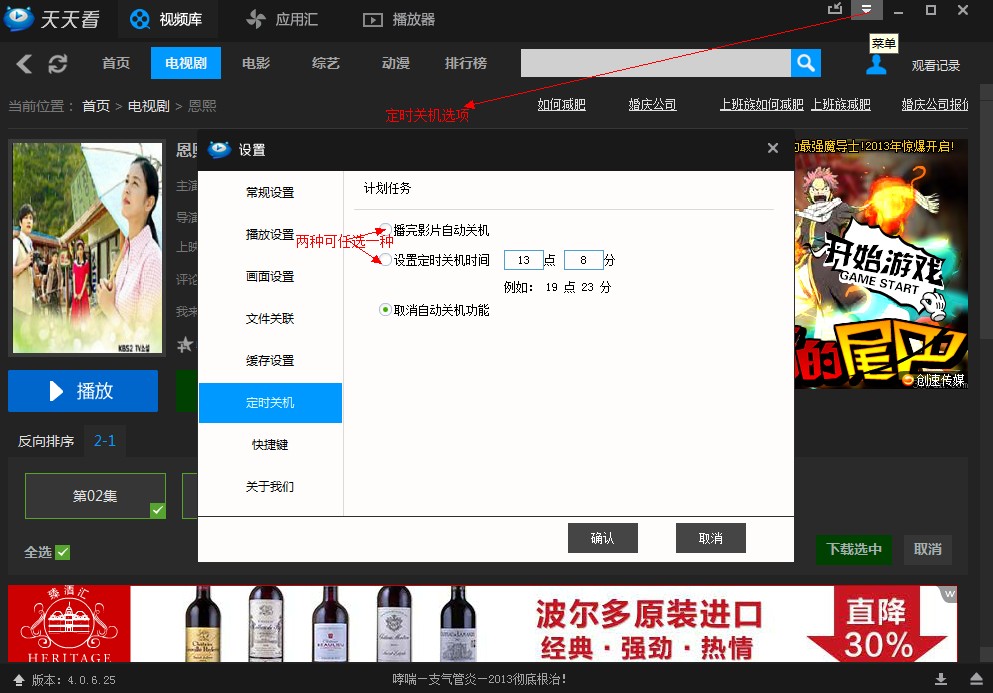 天天看 视频库 应用汇 播放器
菜单
首页 电视剧 电影 综艺 动漫 排行榜 观看记录
当前位置： 首页 > 电视剧 > 恩熙
定时关机选项
如何减肥 婚庆公司 上班族如何减肥 上班族减肥 婚庆公司报价
设置
常规设置
播放设置
画面设置
文件关联
缓存设置
定时关机
快捷键
关于我们
计划任务
两种可任选一种
播完影片自动关机
设置定时关机时间 13 点 8 分
例如： 19 点 23 分
取消自动关机功能
确认 取消
主演
导演
上映
评论
我来
KBS2 TV小说
最强魔导士!2013年惊爆开启!
开始游戏
GAME START
的尾巴
创速传媒
播放
反向排序 2-1
第02集
全选
下载选中 取消
臻酒汇
HERITAGE
波尔多原装进口
经典·强劲·热情
直降
30%
版本：4.0.6.25
哮喘—支气管炎—2013彻底根治!